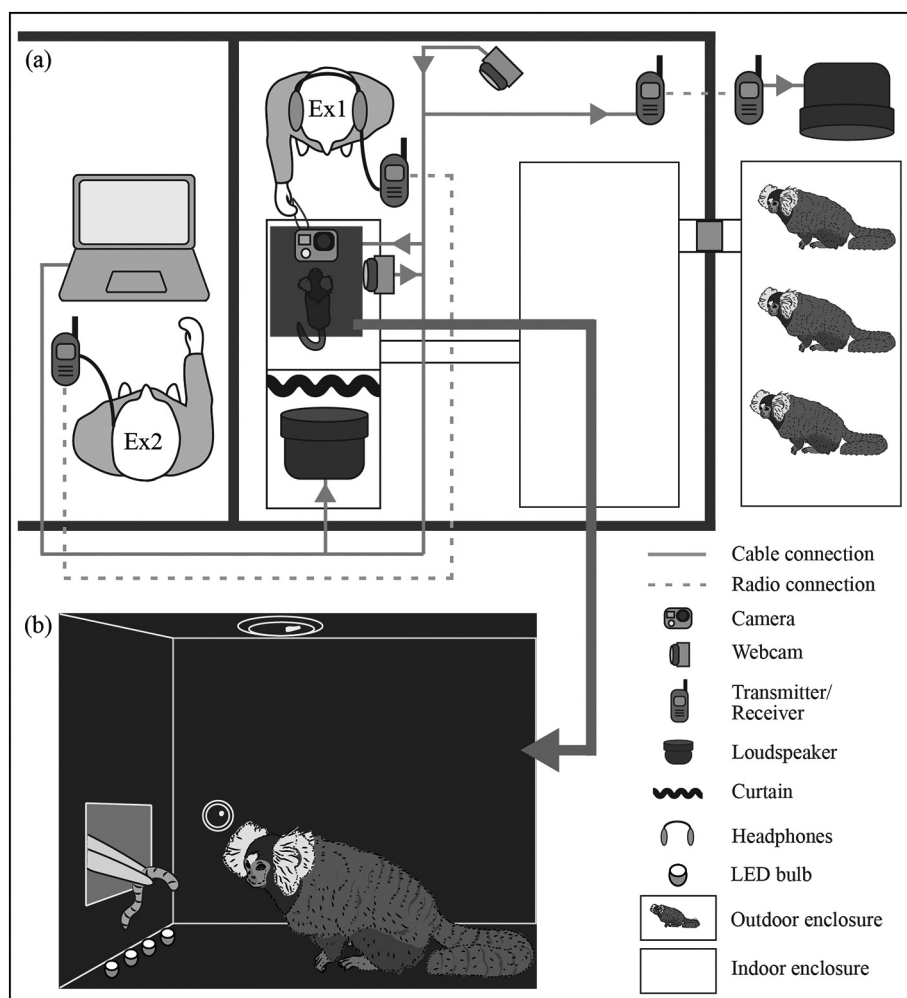 (a)
Ex1
Ex2
Cable connection
Radio connection
(b)
Camera
Webcam
Transmitter/
Receiver
Loudspeaker
Curtain
Headphones
LED bulb
Outdoor enclosure
Indoor enclosure